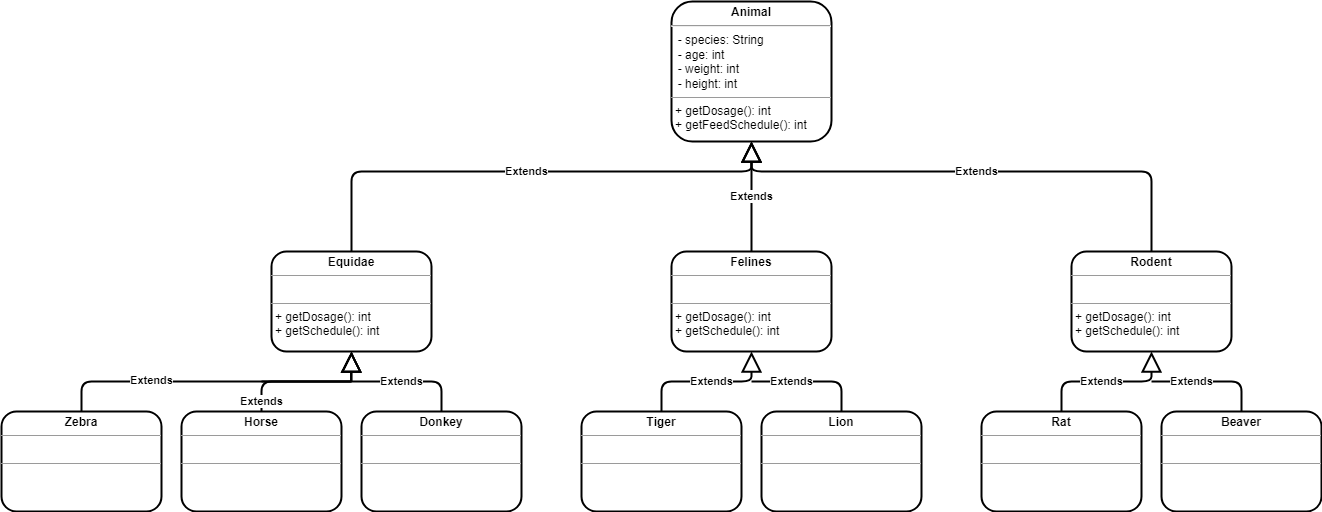 Animal
- species: String
- age: int
- weight: int
- height: int
+ getDosage(): int
+ getFeedSchedule(): int
Extends
Extends
Extends
Equidae
+ getDosage(): int
+ getSchedule(): int
Felines
+ getDosage(): int
+ getSchedule(): int
Rodent
+ getDosage(): int
+ getSchedule(): int
Extends
Extends
Extends
Extends
Extends
Extends
Extends
Zebra
Horse
Donkey
Tiger
Lion
Rat
Beaver